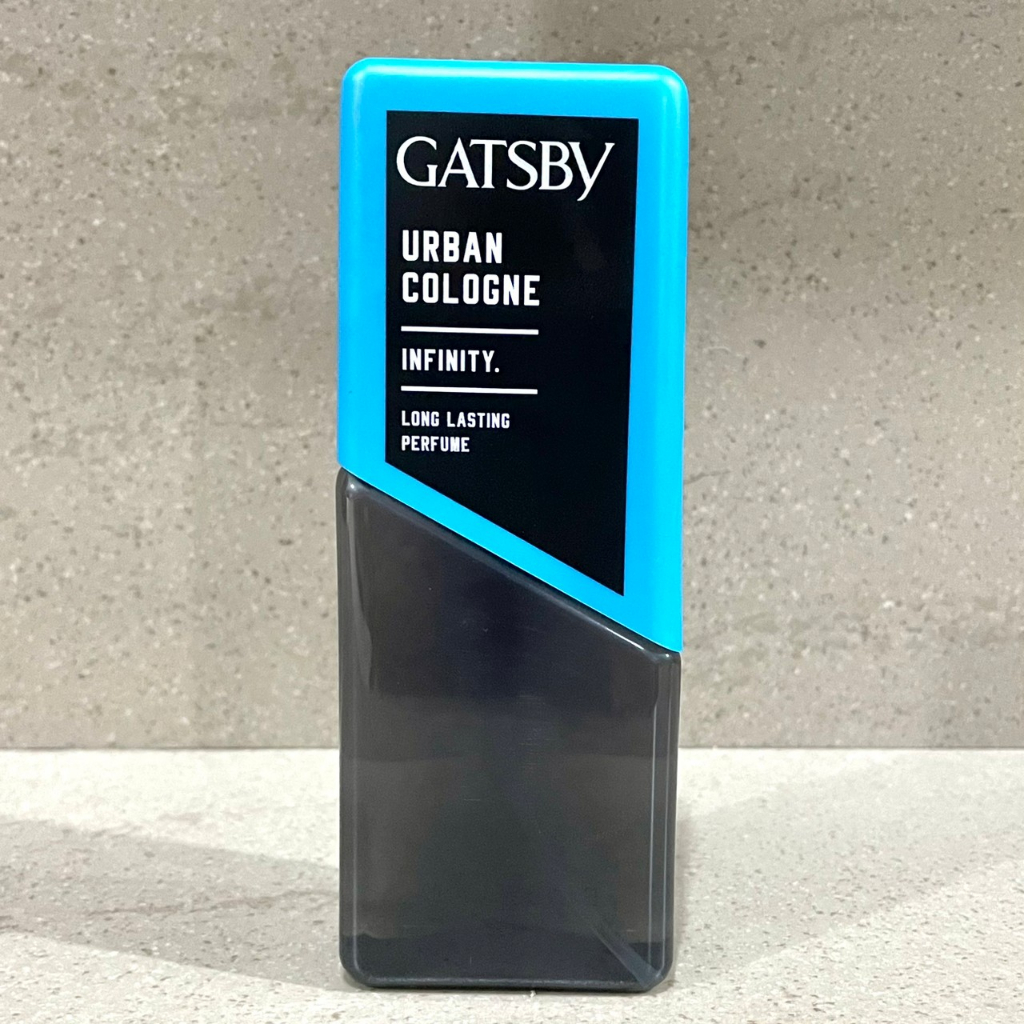 GATSBY
URBAN
COLOGNE
INFINITY.
LONG LASTING
PERFUME